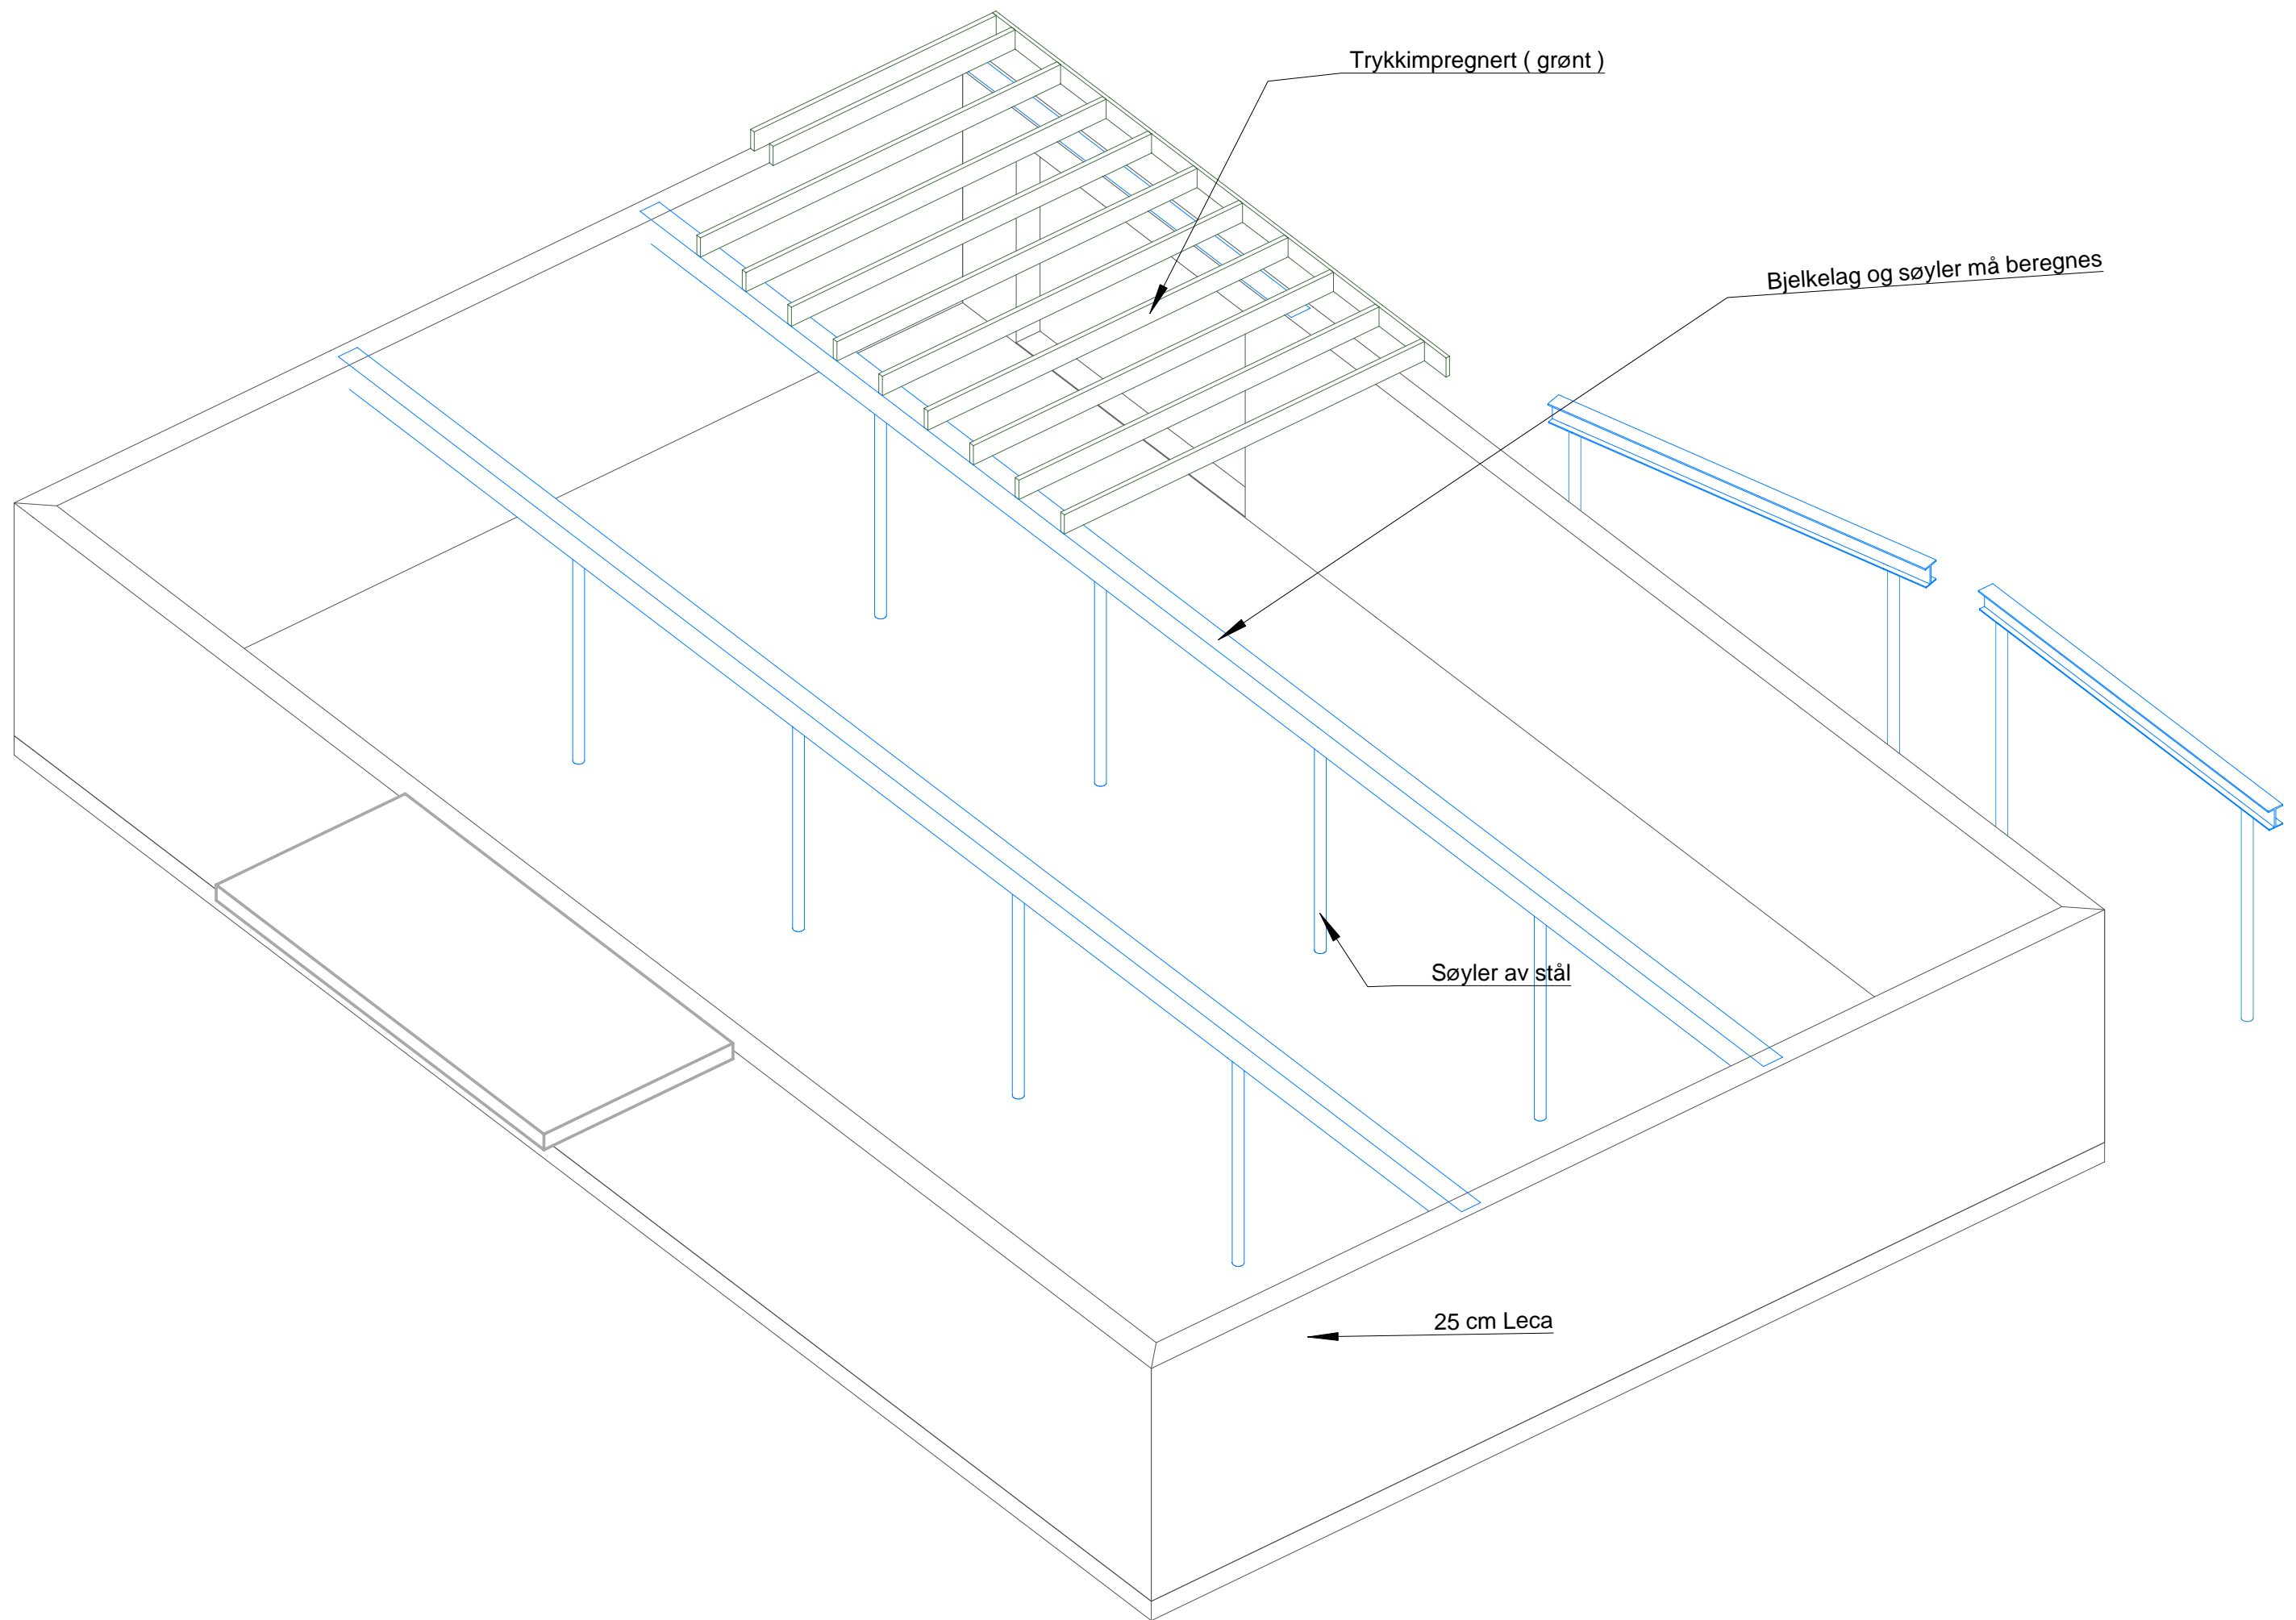 Trykkimpregnert ( grønt )
Bjelkelag og søyler må beregnes
Søyler av stål
25 cm Leca